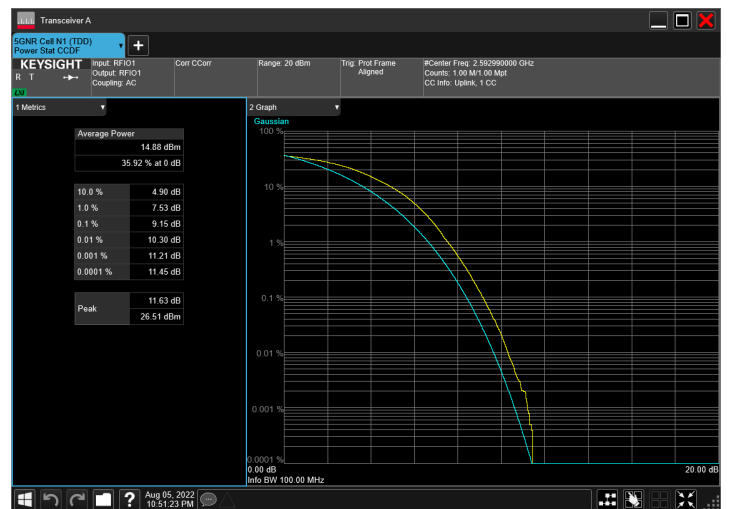 Transceiver A
5GNR Cell N1 (TDD)
Power Stat CCDF
KEYSIGHT
R T
LXI
Input: RFIO1
Output: RFIO1
Coupling: AC
Corr CCorr
Range: 20 dBm
Trig: Prot Frame
Aligned
#Center Freq: 2.592990000 GHz
Counts: 1.00 M/1.00 Mpt
CC Info: Uplink, 1 CC
1 Metrics
Average Power
14.88 dBm
35.92 % at 0 dB
10.0 % 4.90 dB
1.0 % 7.53 dB
0.1 % 9.15 dB
0.01 % 10.30 dB
0.001 % 11.21 dB
0.0001 % 11.45 dB
Peak
11.63 dB
26.51 dBm
2 Graph
Gaussian
100 %
10 %
1 %
0.1 %
0.01 %
0.001 %
0.0001 %
0.00 dB 20.00 dB
Info BW 100.00 MHz
?
Aug 05, 2022
10:51:23 PM